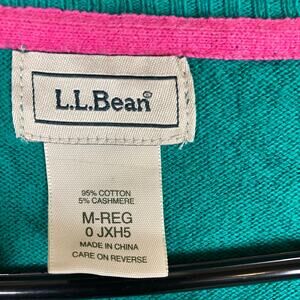 L.L.Bean®
95% COTTON
5% CASHMERE
M-REG
0 JXH5
MADE IN CHINA
CARE ON REVERSE